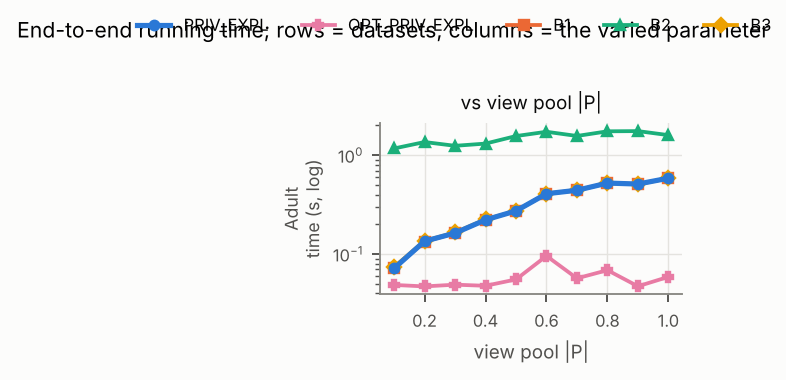 End-to-end running time; rows = datasets, columns = the varied parameter
PRIV_EXPL OPT_PRIV_EXPL B1 B2 B3
vs view pool |P|
10⁰
10⁻¹
Adult
time (s, log)
0.2 0.4 0.6 0.8 1.0
view pool |P|